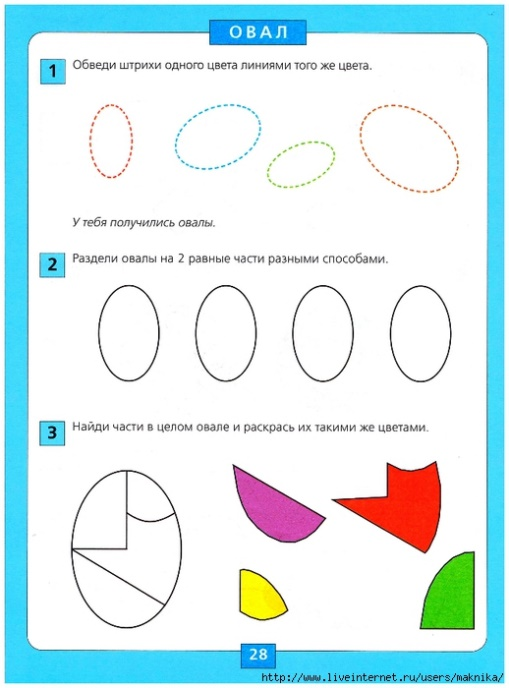 ОВАЛ
1 Обведи штрихи одного цвета линиями того же цвета.
У тебя получились овалы.
2 Раздели овалы на 2 равные части разными способами.
3 Найди части в целом овале и раскрась их такими же цветами.
28
http://www.liveinternet.ru/users/maknika/